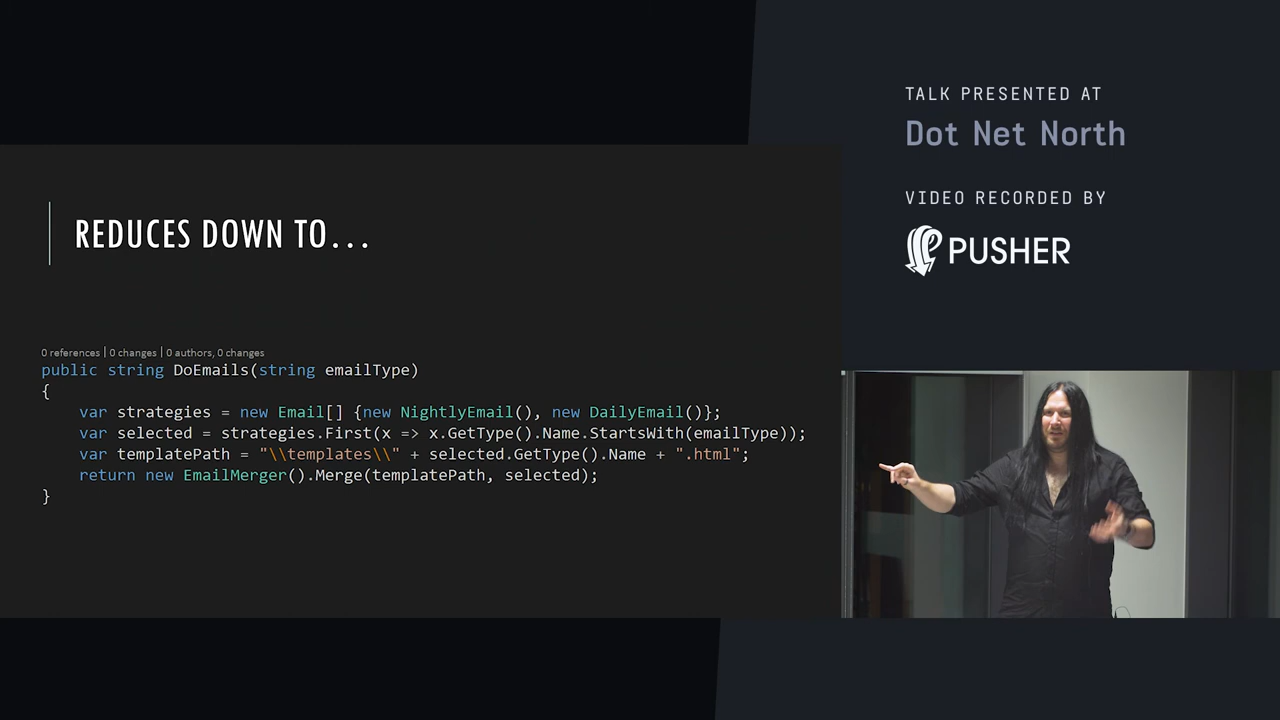 TALK PRESENTED AT
Dot Net North
VIDEO RECORDED BY
PUSHER
REDUCES DOWN TO...
0 references | 0 changes | 0 authors, 0 changes
public string DoEmails(string emailType)
{
    var strategies = new Email[] {new NightlyEmail(), new DailyEmail()};
    var selected = strategies.First(x => x.GetType().Name.StartsWith(emailType));
    var templatePath = "\\templates\\" + selected.GetType().Name + ".html";
    return new EmailMerger().Merge(templatePath, selected);
}